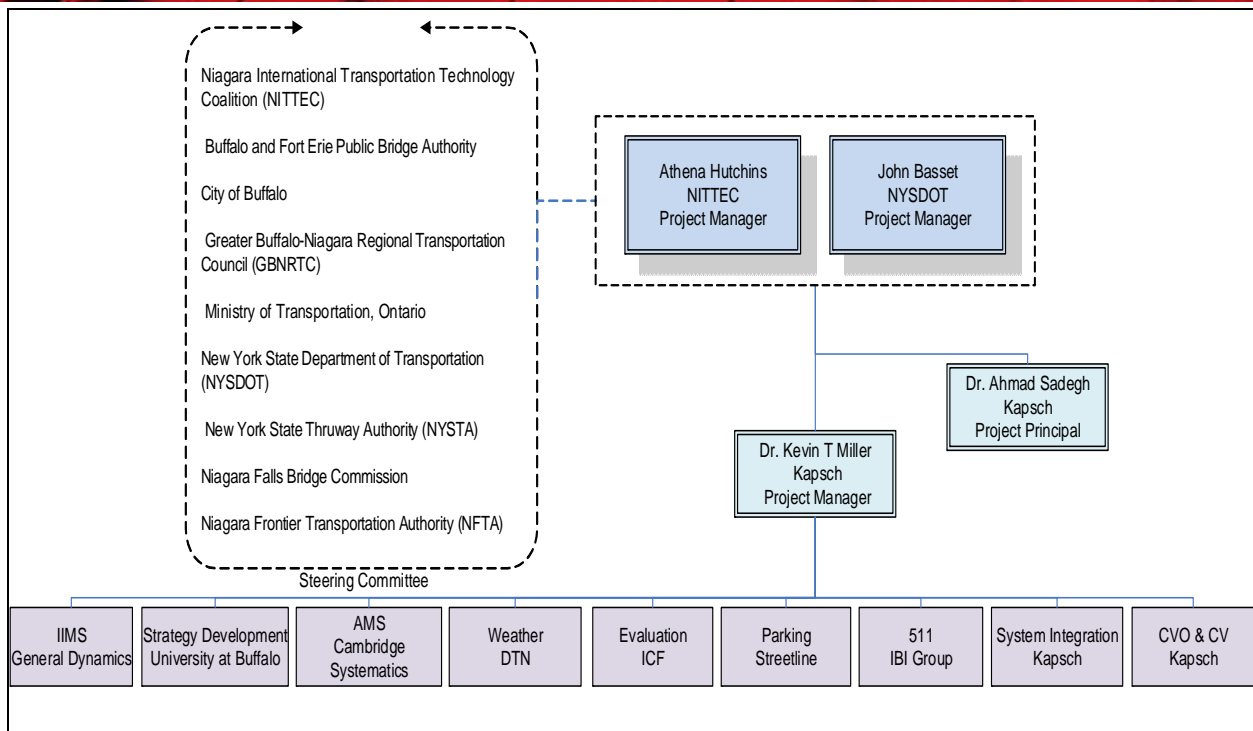 Niagara International Transportation Technology
Coalition (NITTEC)
Buffalo and Fort Erie Public Bridge Authority
City of Buffalo
Greater Buffalo-Niagara Regional Transportation
Council (GBNRTC)
Ministry of Transportation, Ontario
New York State Department of Transportation
(NYSDOT)
New York State Thruway Authority (NYSTA)
Niagara Falls Bridge Commission
Niagara Frontier Transportation Authority (NFTA)
Steering Committee
Athena Hutchins
NITTEC
Project Manager
John Basset
NYSDOT
Project Manager
Dr. Ahmad Sadegh
Kapsch
Project Principal
Dr. Kevin T Miller
Kapsch
Project Manager
IIMS
General Dynamics
Strategy Development
University at Buffalo
AMS
Cambridge
Systematics
Weather
DTN
Evaluation
ICF
Parking
Streetline
511
IBI Group
System Integration
Kapsch
CVO & CV
Kapsch